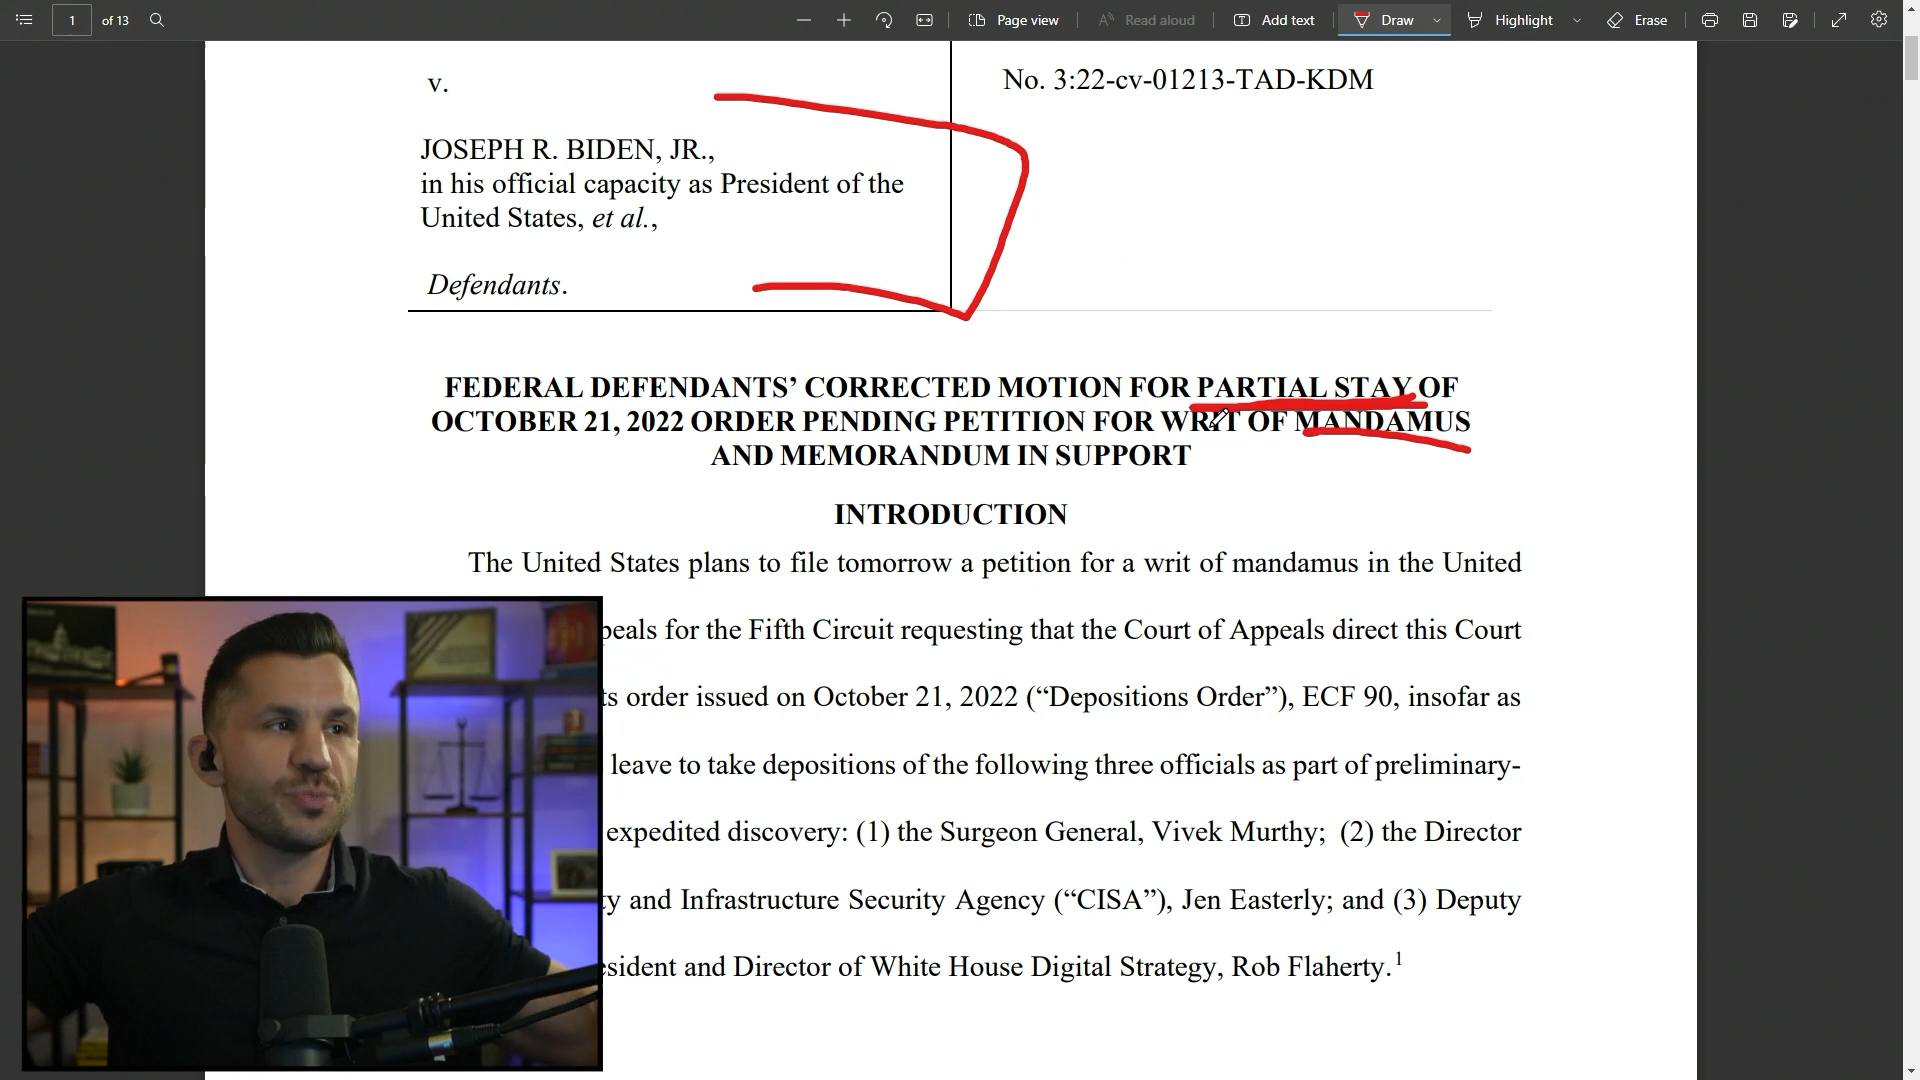 1 of 13 Page view Read aloud Add text Draw Highlight Erase
v.
No. 3:22-cv-01213-TAD-KDM
JOSEPH R. BIDEN, JR.,
in his official capacity as President of the
United States, et al.,
Defendants.
FEDERAL DEFENDANTS’ CORRECTED MOTION FOR PARTIAL STAY OF
OCTOBER 21, 2022 ORDER PENDING PETITION FOR WRIT OF MANDAMUS
AND MEMORANDUM IN SUPPORT
INTRODUCTION
The United States plans to file tomorrow a petition for a writ of mandamus in the United
peals for the Fifth Circuit requesting that the Court of Appeals direct this Court
ts order issued on October 21, 2022 (“Depositions Order”), ECF 90, insofar as
leave to take depositions of the following three officials as part of preliminary-
expedited discovery: (1) the Surgeon General, Vivek Murthy; (2) the Director
ty and Infrastructure Security Agency (“CISA”), Jen Easterly; and (3) Deputy
esident and Director of White House Digital Strategy, Rob Flaherty.1